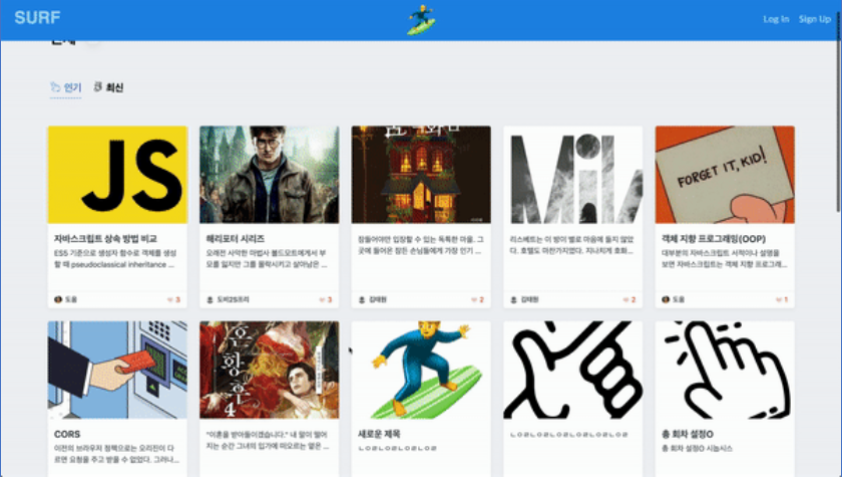 SURF
Log In Sign Up
인기 최신
JS
FORGET IT, KID!
자바스크립트 상속 방법 비교
ES5 기준으로 생성자 함수로 객체를 생성
할 때 pseudoclassical inheritance ...
도움 3
해리포터 시리즈
오래전 사악한 마법사 볼드모트에게서 부
모를 잃지만 그를 몰락시키고 살아남은 ...
도비25프리 3
잠들어야만 입장할 수 있는 독특한 마을. 그
곳에 들어온 잠든 손님들에게 가장 인기 ...
김태원 2
리스베트는 이 방이 별로 마음에 들지 않았
다. 호텔도 마찬가지였다. 지나치게 호화...
김태원 2
객체 지향 프로그래밍(OOP)
대부분의 자바스크립트 서적이나 설명을
보면 자바스크립트는 객체 지향 프로그래...
도움 1
CORS
이전의 브라우저 정책으로는 오리진이 다
르면 요청을 주고 받을 수 없었다. 그러나...
황
혼
4
"이혼을 받아들이겠습니다." 네 말이 떨어
지는 순간 그녀의 입가에 떠오르는 옅은 ...
새로운 제목
ㄴㅇㄹㄴㅇㄹㄴㅇㄹㄴㅇㄹ
ㄴㅇㄹㄴㅇㄹㄴㅇㄹㄴㅇㄹㄴㅇㄹㄴㅇㄹ
총 회차 설정O
총 회차 설정O 시놉시스